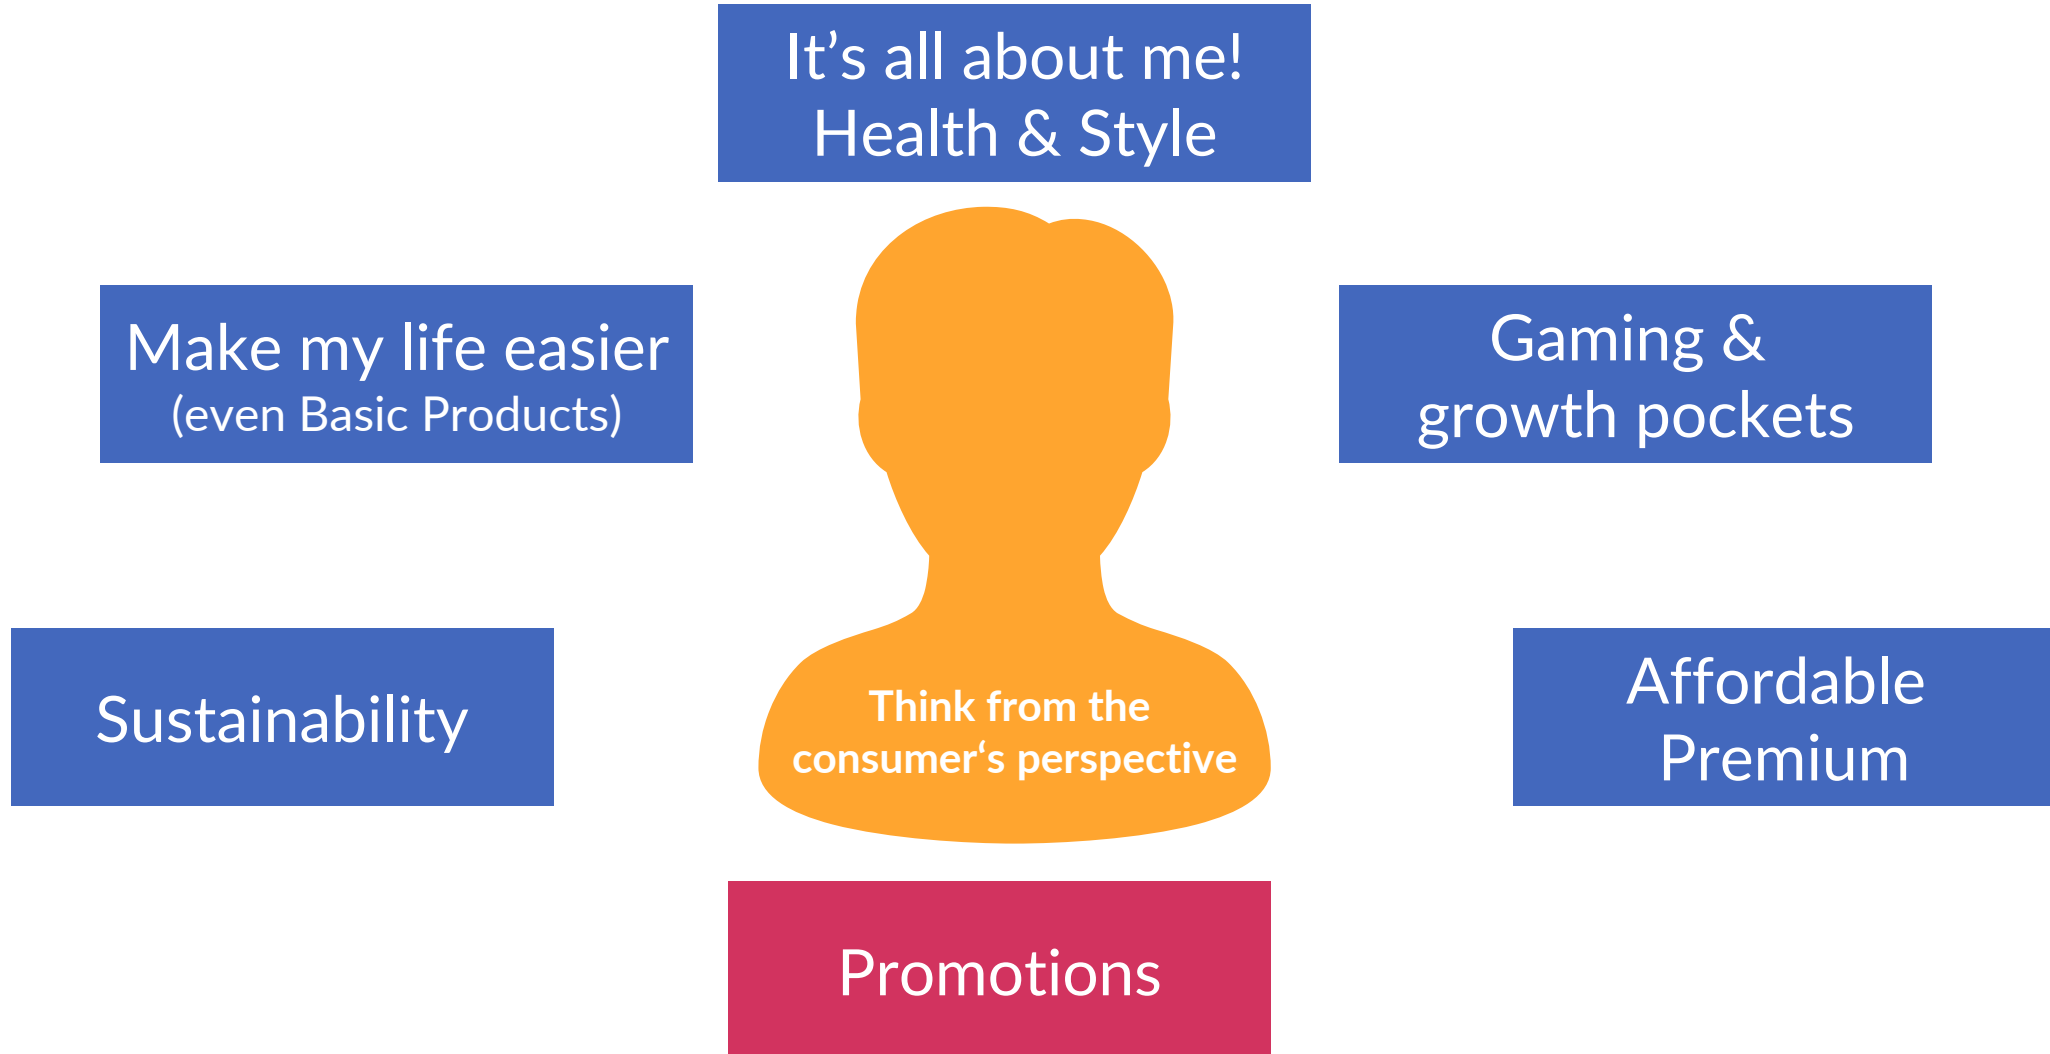 It’s all about me!
Health & Style
Make my life easier
(even Basic Products)
Gaming &
growth pockets
Sustainability
Think from the
consumer‘s perspective
Affordable
Premium
Promotions